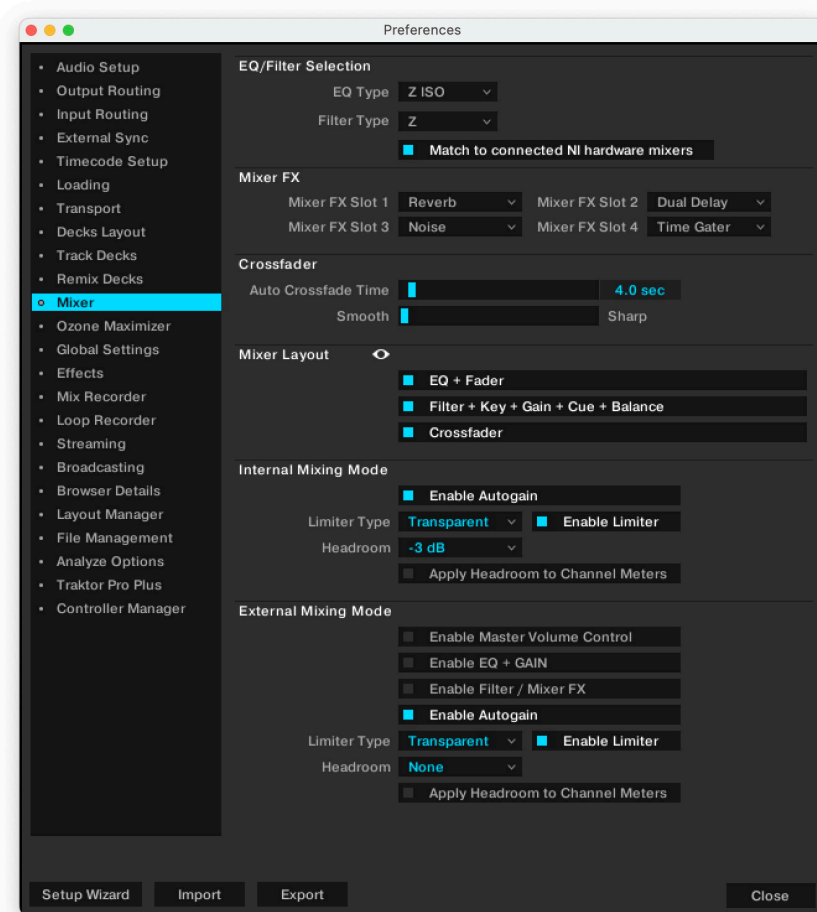 Preferences
Audio Setup
Output Routing
Input Routing
External Sync
Timecode Setup
Loading
Transport
Decks Layout
Track Decks
Remix Decks
Mixer
Ozone Maximizer
Global Settings
Effects
Mix Recorder
Loop Recorder
Streaming
Broadcasting
Browser Details
Layout Manager
File Management
Analyze Options
Traktor Pro Plus
Controller Manager
EQ/Filter Selection
EQ Type Z ISO
Filter Type Z
Match to connected NI hardware mixers
Mixer FX
Mixer FX Slot 1 Reverb Mixer FX Slot 2 Dual Delay
Mixer FX Slot 3 Noise Mixer FX Slot 4 Time Gater
Crossfader
Auto Crossfade Time 4.0 sec
Smooth Sharp
Mixer Layout
EQ + Fader
Filter + Key + Gain + Cue + Balance
Crossfader
Internal Mixing Mode
Enable Autogain
Limiter Type Transparent Enable Limiter
Headroom -3 dB
Apply Headroom to Channel Meters
External Mixing Mode
Enable Master Volume Control
Enable EQ + GAIN
Enable Filter / Mixer FX
Enable Autogain
Limiter Type Transparent Enable Limiter
Headroom None
Apply Headroom to Channel Meters
Setup Wizard Import Export Close